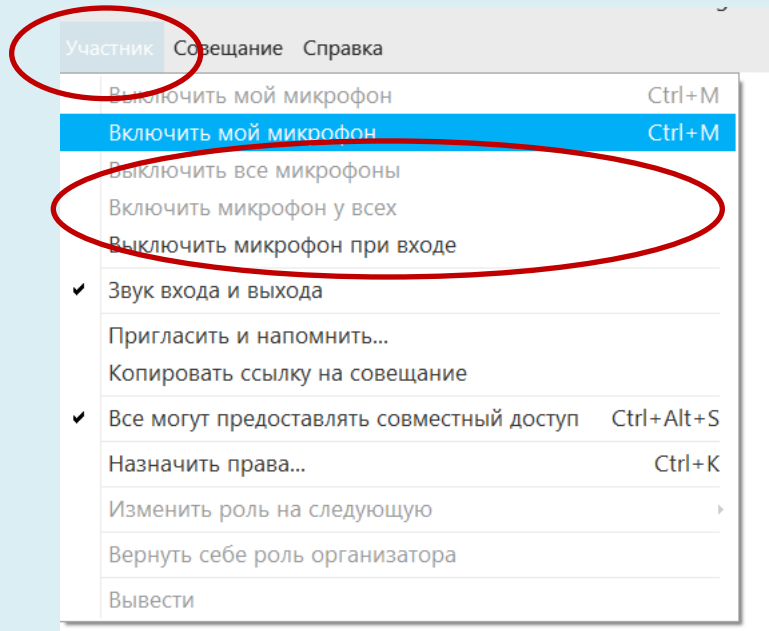 Участник Совещание Справка
Выключить мой микрофон Ctrl+M
Включить мой микрофон Ctrl+M
Выключить все микрофоны
Включить микрофон у всех
Выключить микрофон при входе
Звук входа и выхода
Пригласить и напомнить...
Копировать ссылку на совещание
Все могут предоставлять совместный доступ Ctrl+Alt+S
Назначить права... Ctrl+K
Изменить роль на следующую
Вернуть себе роль организатора
Вывести